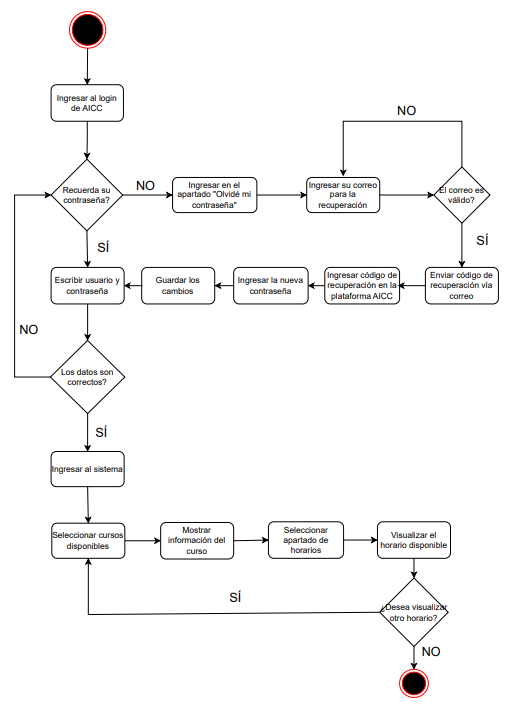 Ingresar al login
de AICC
NO
Recuerda su
contraseña?
NO
Ingresar en el
apartado "Olvidé mi
contraseña"
Ingresar su correo
para la
recuperación
El correo es
válido?
SÍ
SÍ
Escribir usuario y
contraseña
Guardar los
cambios
Ingresar la nueva
contraseña
Ingresar código de
recuperación en la
plataforma AICC
Enviar código de
recuperación vía
correo
NO
Los datos son
correctos?
SÍ
Ingresar al sistema
Seleccionar cursos
disponibles
Mostrar
información del
curso
Seleccionar
apartado de
horarios
Visualizar el
horario disponible
SÍ
¿Desea visualizar
otro horario?
NO